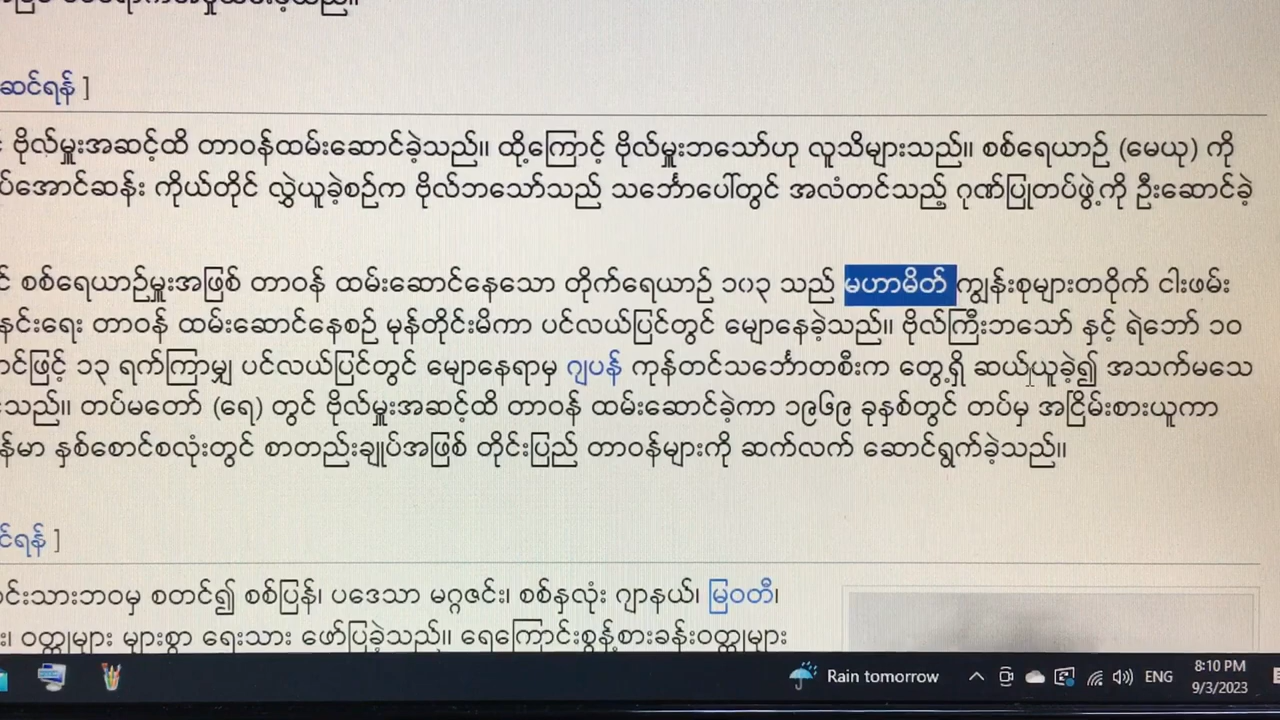 ဆင်ရန် ]
ဗိုလ်မှူးအဆင့်ထိ တာဝန်ထမ်းဆောင်ခဲ့သည်။ ထို့ကြောင့် ဗိုလ်မှူးဘသော်ဟု လူသိများသည်။ စစ်ရေယာဉ် (မေယု) ကို
ပ်အောင်ဆန်း ကိုယ်တိုင် လွှဲယူခဲ့စဉ်က ဗိုလ်ဘသော်သည် သင်္ဘောပေါ်တွင် အလံတင်သည့် ဂုဏ်ပြုတပ်ဖွဲ့ကို ဦးဆောင်ခဲ့
င် စစ်ရေယာဉ်မှူးအဖြစ် တာဝန် ထမ်းဆောင်နေသော တိုက်ရေယာဉ် ၁၀၃ သည် မဟာမိတ် ကျွန်းစုများတဝိုက် ငါးဖမ်း
နင်းရေး တာဝန် ထမ်းဆောင်နေစဉ် မုန်တိုင်းမိကာ ပင်လယ်ပြင်တွင် မျောနေခဲ့သည်။ ဗိုလ်ကြီးဘသော် နှင့် ရဲဘော် ၁၀
ာင်ဖြင့် ၁၃ ရက်ကြာမျှ ပင်လယ်ပြင်တွင် မျောနေရာမှ ဂျပန် ကုန်တင်သင်္ဘောတစီးက တွေ့ရှိ ဆယ်ယူခဲ့၍ အသက်မသေ
သည်။ တပ်မတော် (ရေ) တွင် ဗိုလ်မှူးအဆင့်ထိ တာဝန် ထမ်းဆောင်ခဲ့ကာ ၁၉၆၉ ခုနှစ်တွင် တပ်မှ အငြိမ်းစားယူကာ
န်မာ နှစ်စောင်စလုံးတွင် စာတည်းချုပ်အဖြစ် တိုင်းပြည် တာဝန်များကို ဆက်လက် ဆောင်ရွက်ခဲ့သည်။
င်ရန် ]
င်းသားဘဝမှ စတင်၍ စစ်ပြန်၊ ပဒေသာ မဂ္ဂဇင်း၊ စစ်နှလုံး ဂျာနယ်၊ မြဝတီ၊
း၊ ဝတ္ထုများ များစွာ ရေးသား ဖော်ပြခဲ့သည်။ ရေကြောင်းစွန့်စားခန်းဝတ္ထုများ
Rain tomorrow ENG 8:10 PM
9/3/2023